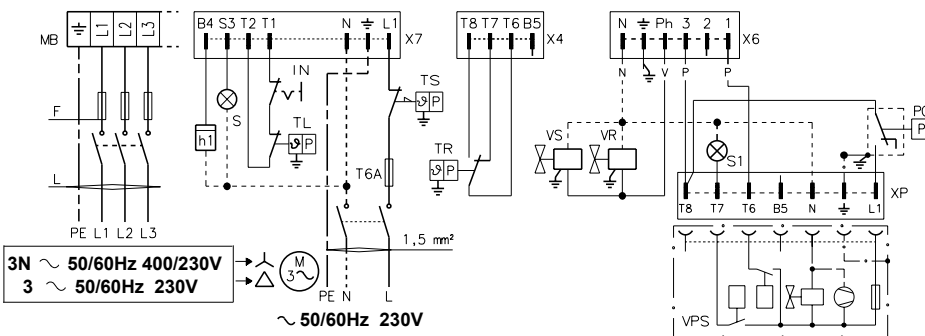 MB ⏚ L1 L2 L3
F
L
PE L1 L2 L3
3N ~ 50/60Hz 400/230V
3 ~ 50/60Hz 230V
M
3~
B4 S3 T2 T1 N ⏚ L1
X7
IN
TS
ϑ P
S
h1
TL
ϑ P
T6A
1,5 mm²
PE N L
~ 50/60Hz 230V
T8 T7 T6 B5
X4
TR
ϑ P
N ⏚ Ph 3 2 1
X6
N V P P
VS VR
S1
P
XP
T8 T7 T6 B5 N ⏚ L1
VPS